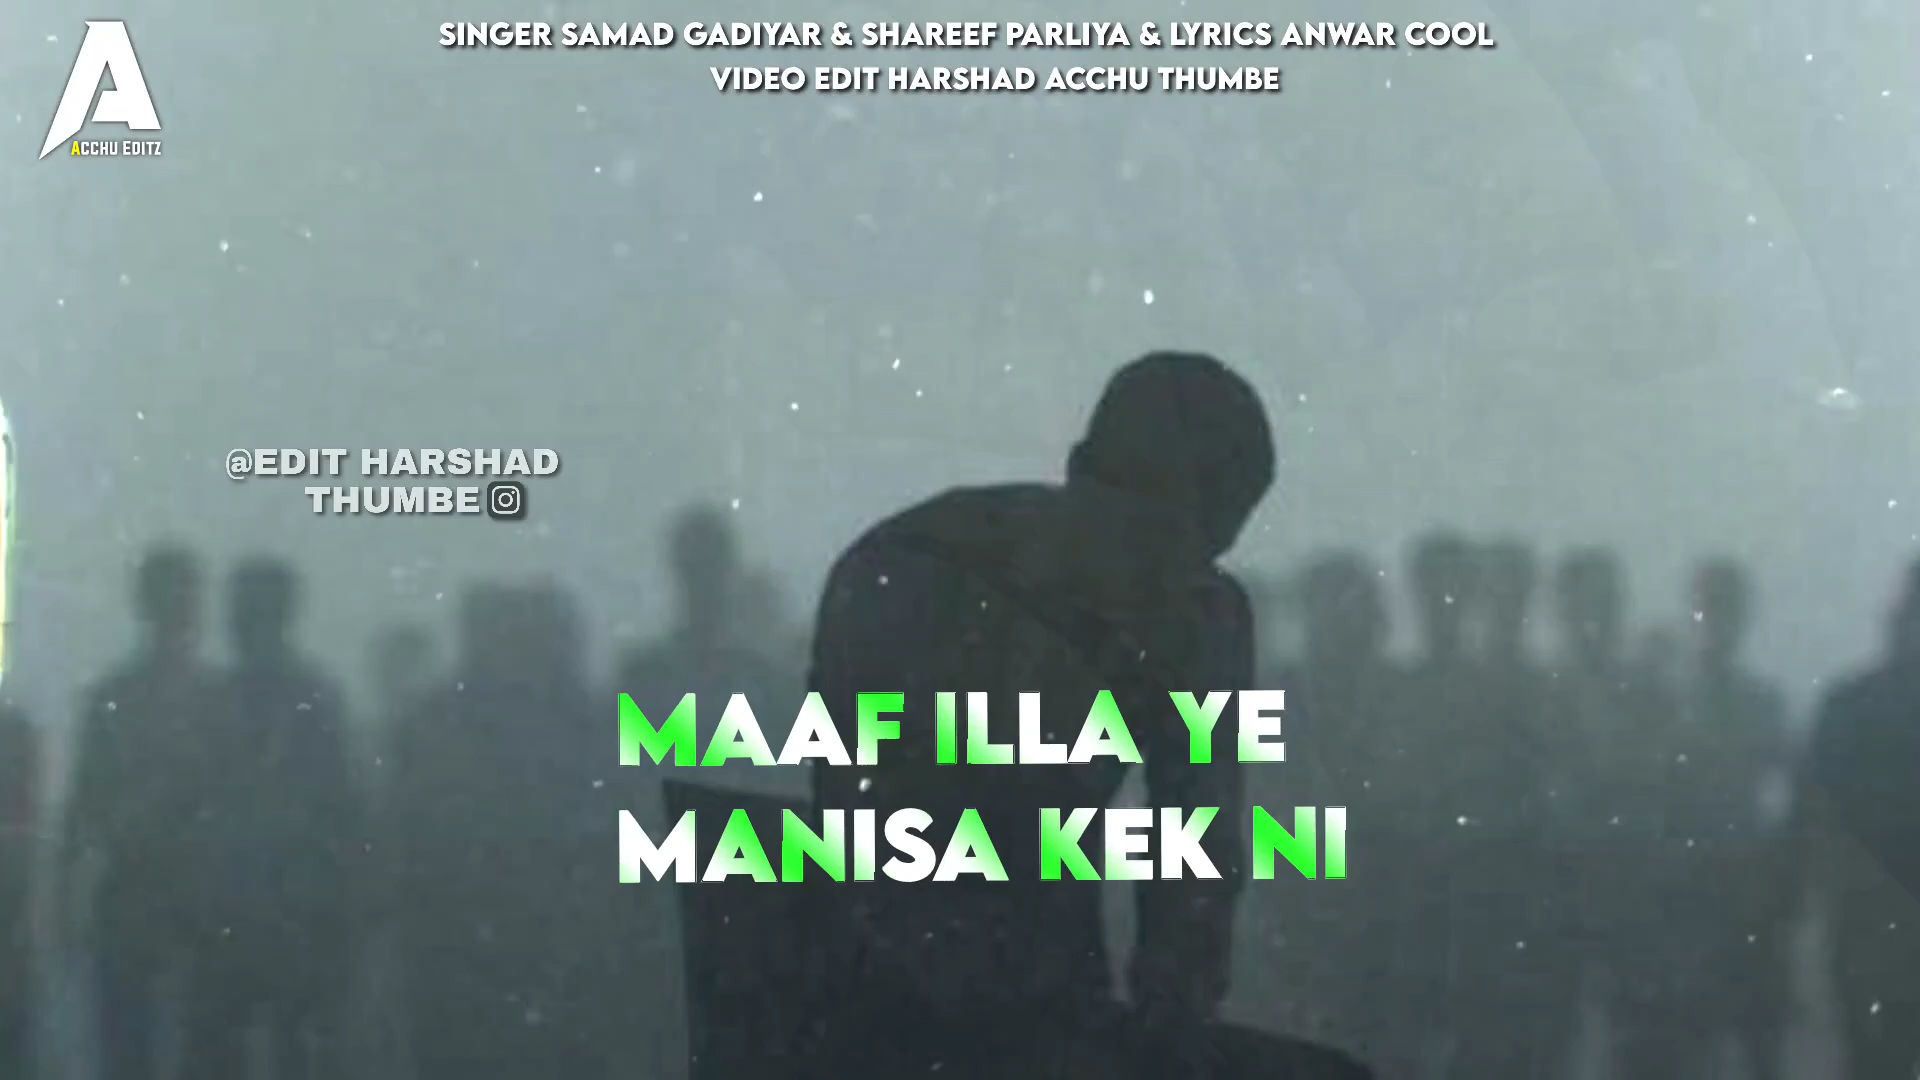 SINGER SAMAD GADIYAR & SHAREEF PARLIYA & LYRICS ANWAR COOL
VIDEO EDIT HARSHAD ACCHU THUMBE
A
ACCHU EDITZ
@EDIT HARSHAD
THUMBE
MAAF ILLA YE
MANISA KEK NI